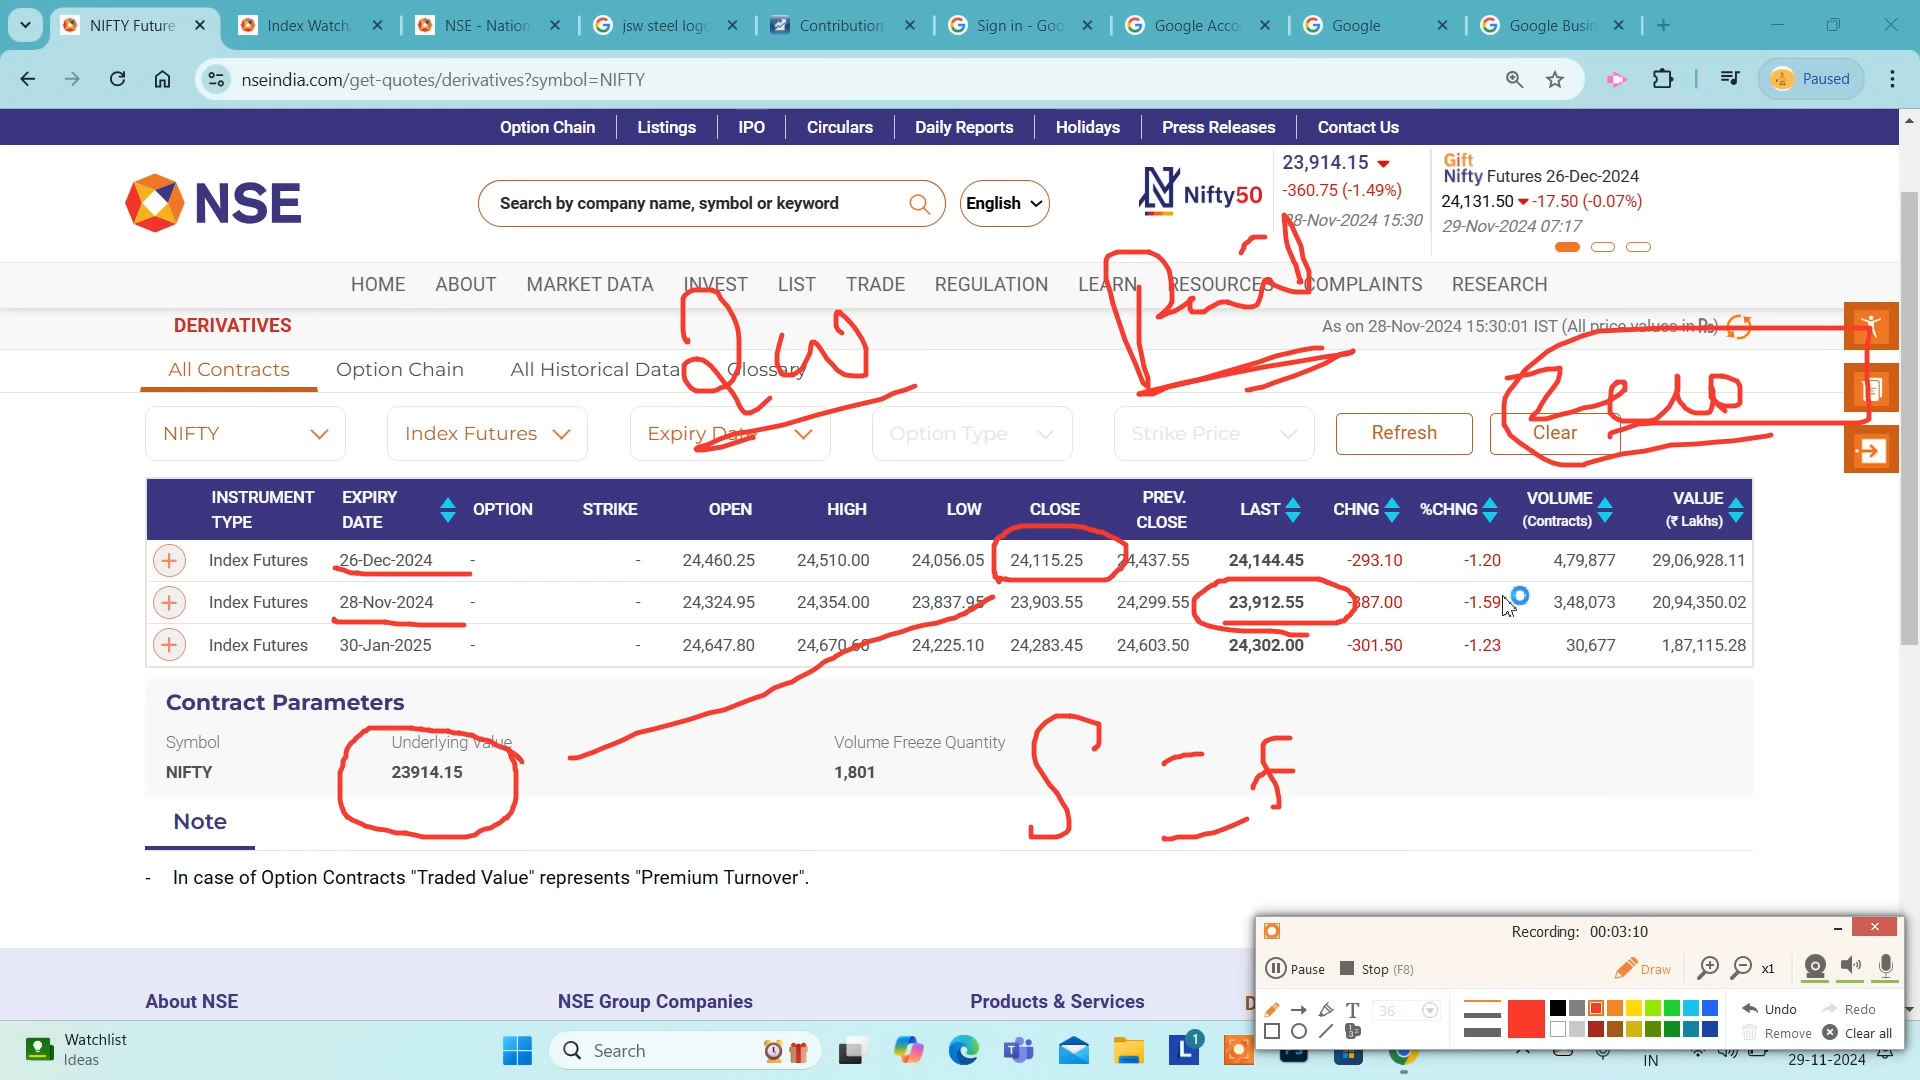 NIFTY Future
Index Watch,
NSE - Nation
jsw steel logo
Contribution
Sign in - Goo
Google Acco
Google
Google Busin
nseindia.com/get-quotes/derivatives?symbol=NIFTY
Paused
Option Chain Listings IPO Circulars Daily Reports Holidays Press Releases Contact Us
NSE
Search by company name, symbol or keyword
English
Nifty50
23,914.15
-360.75 (-1.49%)
28-Nov-2024 15:30
Gift
Nifty Futures 26-Dec-2024
24,131.50 -17.50 (-0.07%)
29-Nov-2024 07:17
HOME ABOUT MARKET DATA INVEST LIST TRADE REGULATION LEARN RESOURCES COMPLAINTS RESEARCH
DERIVATIVES
As on 28-Nov-2024 15:30:01 IST (All price values in ₨)
All Contracts Option Chain All Historical Data Glossary
200
Zero
NIFTY Index Futures Expiry Date Option Type Strike Price Refresh Clear
INSTRUMENT TYPE EXPIRY DATE OPTION STRIKE OPEN HIGH LOW CLOSE PREV. CLOSE LAST CHNG %CHNG VOLUME (Contracts) VALUE (₹ Lakhs)
Index Futures 26-Dec-2024 - - 24,460.25 24,510.00 24,056.05 24,115.25 24,437.55 24,144.45 -293.10 -1.20 4,79,877 29,06,928.11
Index Futures 28-Nov-2024 - - 24,324.95 24,354.00 23,837.95 23,903.55 24,299.55 23,912.55 -387.00 -1.59 3,48,073 20,94,350.02
Index Futures 30-Jan-2025 - - 24,647.80 24,670.60 24,225.10 24,283.45 24,603.50 24,302.00 -301.50 -1.23 30,677 1,87,115.28
Contract Parameters
Symbol Underlying Value Volume Freeze Quantity
NIFTY 23914.15 1,801
S = F
Note
- In case of Option Contracts "Traded Value" represents "Premium Turnover".
About NSE NSE Group Companies Products & Services
Recording: 00:03:10
Pause Stop (F8) Draw x1
T 36 Undo Redo
Remove Clear all
Watchlist
Ideas
Search
1
IN
29-11-2024